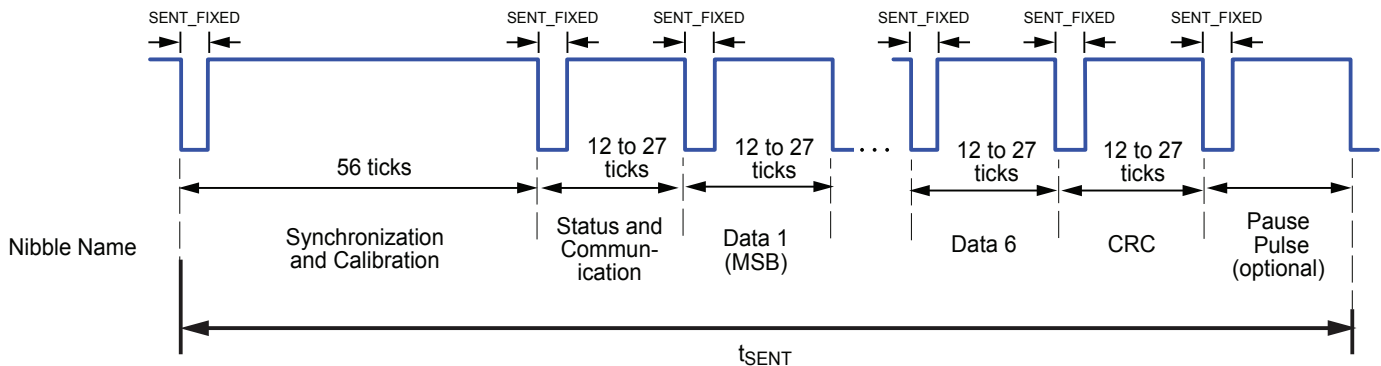 SENT_FIXED SENT_FIXED SENT_FIXED SENT_FIXED SENT_FIXED SENT_FIXED
56 ticks
12 to 27
ticks
12 to 27
ticks
12 to 27
ticks
12 to 27
ticks
Nibble Name
Synchronization
and Calibration
Status and
Commun-
ication
Data 1
(MSB)
...
Data 6
CRC
Pause
Pulse
(optional)
tSENT